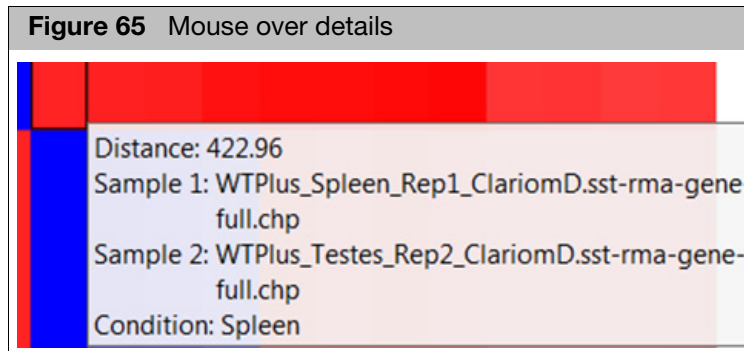 Figure 65 Mouse over details
Distance: 422.96
Sample 1: WTPlus_Spleen_Rep1_ClariomD.sst-rma-gene-
full.chp
Sample 2: WTPlus_Testes_Rep2_ClariomD.sst-rma-gene-
full.chp
Condition: Spleen